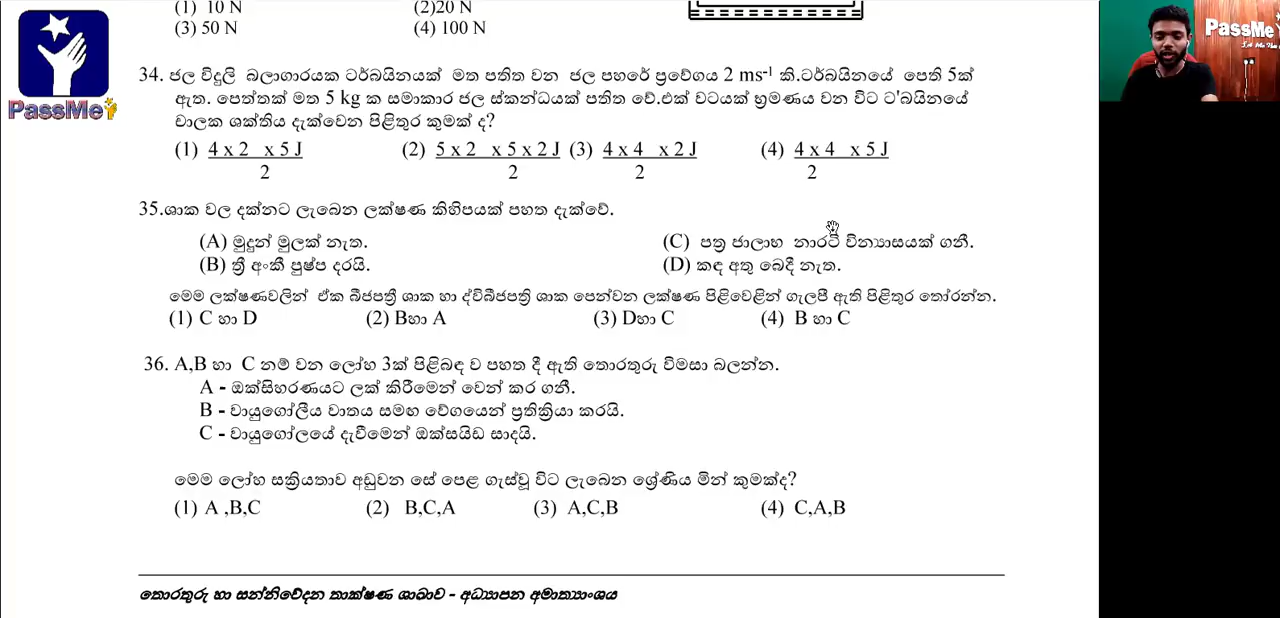 (1) 10 N (2)20 N
(3) 50 N (4) 100 N
34. ජල විදුලි බලාගාරයක ටර්බයිනයක් මත පතිත වන ජල පහරේ ප්‍රවේගය 2 ms⁻¹ කි.ටර්බයිනයේ පෙති 5ක්
ඇත. පෙත්තක් මත 5 kg ක සමාකාර ජල ස්කන්ධයක් පතිත වේ.එක් වටයක් භ්‍රමණය වන විට ට'බයිනයේ
චාලක ශක්තිය දැක්වෙන පිළිතුර කුමක් ද?
(1) 4 x 2 x 5 J (2) 5 x 2 x 5 x 2 J (3) 4 x 4 x 2 J (4) 4 x 4 x 5 J
2 2 2 2
35.ශාක වල දක්නට ලැබෙන ලක්ෂණ කිහිපයක් පහත දැක්වේ.
(A) මුදුන් මුලක් නැත. (C) පත්‍ර ජාලාභ නාරටි වින්‍යාසයක් ගනී.
(B) ත්‍රී අංකී පුෂ්ප දරයි. (D) කඳ අතු බෙදී නැත.
මෙම ලක්ෂණවලින් ඒක බීජපත්‍රී ශාක හා ද්විබීජපත්‍රි ශාක පෙන්වන ලක්ෂණ පිළිවෙළින් ගැලපී ඇති පිළිතුර තෝරන්න.
(1) C හා D (2) Bහා A (3) Dහා C (4) B හා C
36. A,B හා C නම් වන ලෝහ 3ක් පිළිබඳ ව පහත දී ඇති තොරතුරු විමසා බලන්න.
A - ඔක්සිහරණයට ලක් කිරීමෙන් වෙන් කර ගනී.
B - වායුගෝලීය වාතය සමඟ වේගයෙන් ප්‍රතික්‍රියා කරයි.
C - වායුගෝලයේ දැවීමෙන් ඔක්සයිඩ සාදයි.
මෙම ලෝහ සක්‍රියතාව අඩුවන සේ පෙළ ගැස්වූ විට ලැබෙන ශ්‍රේණිය මින් කුමක්ද?
(1) A ,B,C (2) B,C,A (3) A,C,B (4) C,A,B
තොරතුරු හා සන්නිවේදන තාක්ෂණ ශාඛාව - අධ්‍යාපන අමාත්‍යාංශය
PassMe
PassMe